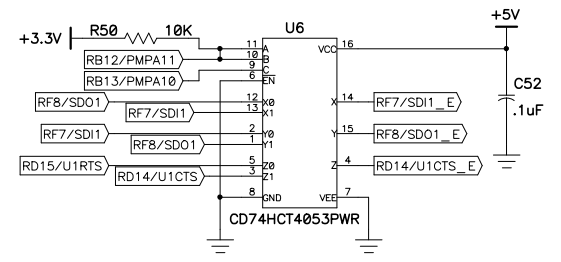 +5V
R50 10K U6
+3.3V
11 A VCC 16
RB12/PMPA11 10 B
RB13/PMPA10 9 C
6 EN
C52
.1uF
RF8/SDO1 12 X0 X 14 RF7/SDI1_E
RF7/SDI1 13 X1
RF7/SDI1 2 Y0 Y 15 RF8/SDO1_E
RF8/SDO1 1 Y1
RD15/U1RTS 5 Z0 Z 4 RD14/U1CTS_E
RD14/U1CTS 3 Z1
8 GND VEE 7
CD74HCT4053PWR